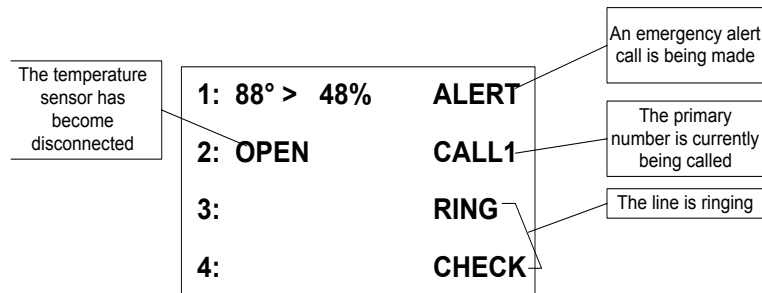 An emergency alert
call is being made
The temperature
sensor has
become
disconnected
1: 88° > 48% ALERT
2: OPEN CALL1
3: RING
4: CHECK
The primary
number is currently
being called
The line is ringing